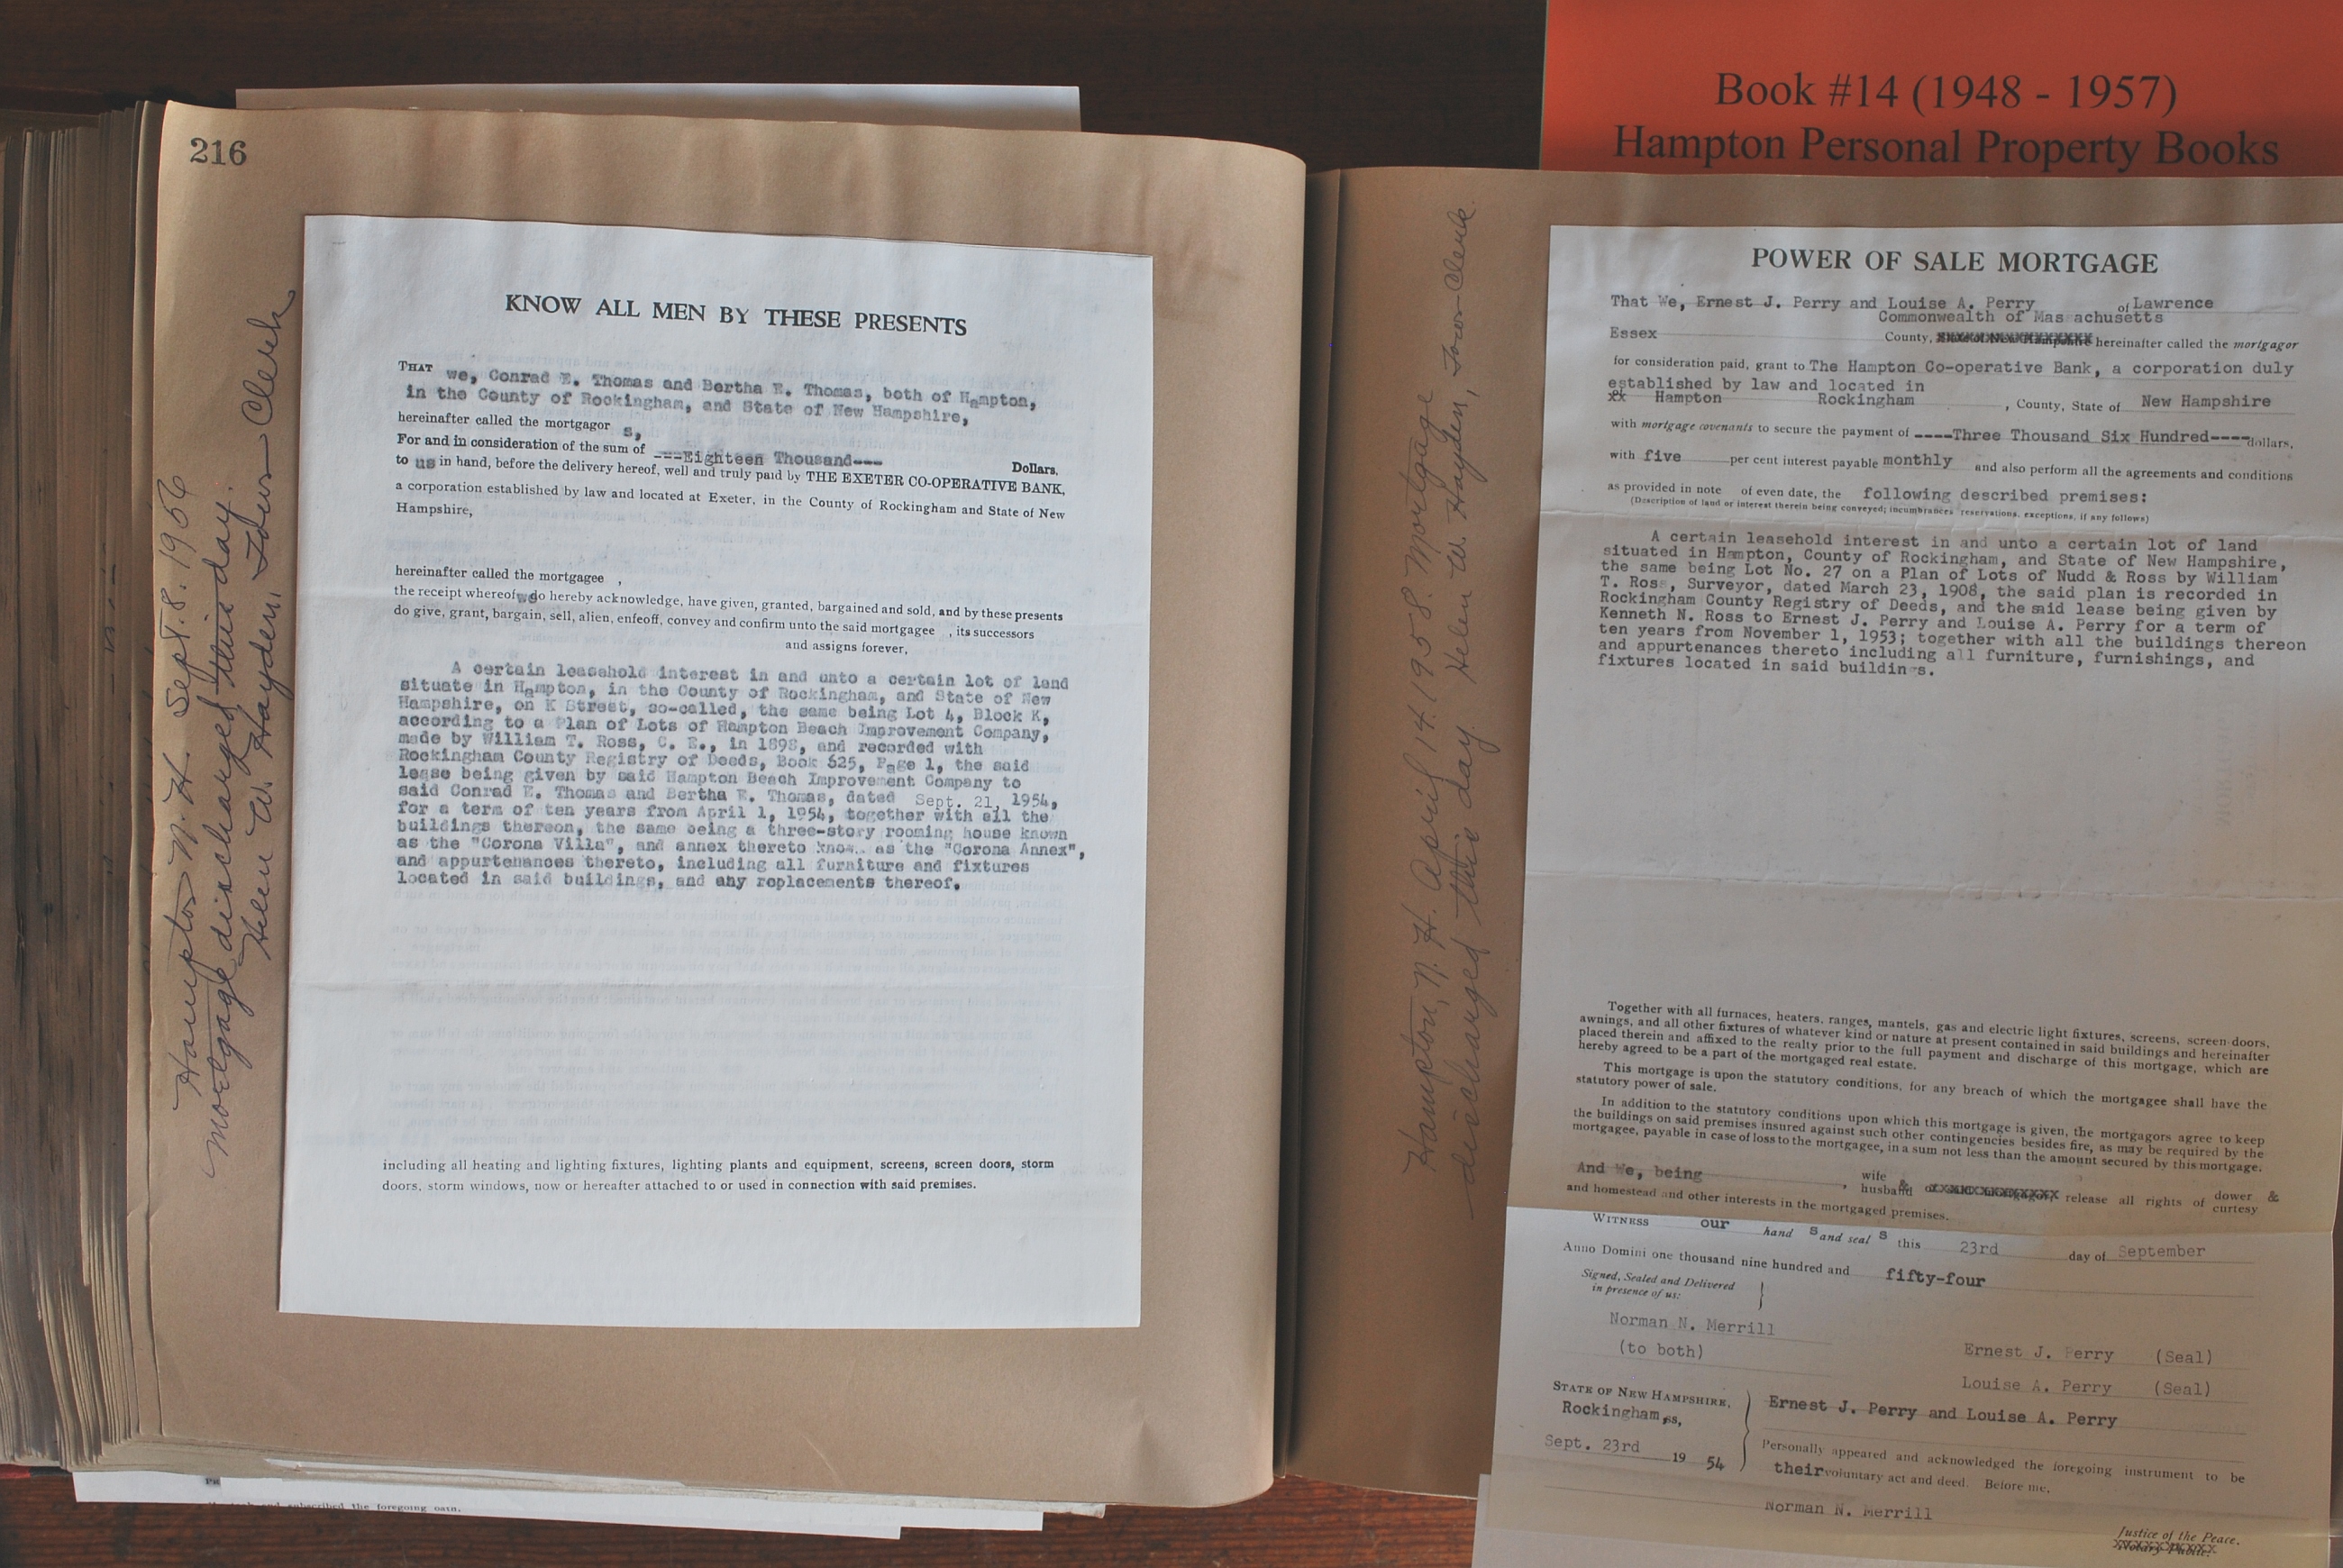 Book #14 (1948 - 1957)
Hampton Personal Property Books
216
Hampton N. H. Sept. 8. 1956
mortgage discharged this day.
Helen W. Hayden, Town Clerk
KNOW ALL MEN BY THESE PRESENTS
THAT we, Conrad E. Thomas and Bertha E. Thomas, both of Hampton,
in the County of Rockingham, and State of New Hampshire,
hereinafter called the mortgagor s,
For and in consideration of the sum of ---Eighteen Thousand--- Dollars,
to us in hand, before the delivery hereof, well and truly paid by THE EXETER CO-OPERATIVE BANK,
a corporation established by law and located at Exeter, in the County of Rockingham and State of New
Hampshire,
hereinafter called the mortgagee ,
the receipt whereof we do hereby acknowledge, have given, granted, bargained and sold, and by these presents
do give, grant, bargain, sell, alien, enfeoff, convey and confirm unto the said mortgagee , its successors
and assigns forever,
A certain leasehold interest in and unto a certain lot of land
situate in Hampton, in the County of Rockingham, and State of New
Hampshire, on K Street, so-called, the same being Lot 4, Block K,
according to a Plan of Lots of Hampton Beach Improvement Company,
made by William T. Ross, C. E., in 1898, and recorded with
Rockingham County Registry of Deeds, Book 625, Page 1, the said
lease being given by said Hampton Beach Improvement Company to
said Conrad E. Thomas and Bertha E. Thomas, dated Sept. 21, 1954,
for a term of ten years from April 1, 1954, together with all the
buildings thereon, the same being a three-story rooming house known
as the "Corona Villa", and annex thereto know. as the "Corona Annex",
and appurtenances thereto, including all furniture and fixtures
located in said buildings, and any replacements thereof.
including all heating and lighting fixtures, lighting plants and equipment, screens, screen doors, storm
doors, storm windows, now or hereafter attached to or used in connection with said premises.
and subscribed the foregoing oath.
Hampton, N. H. April 14. 1958. Mortgage
discharged this day. Helen W. Hayden, Town Clerk.
POWER OF SALE MORTGAGE
That We, Ernest J. Perry and Louise A. Perry of Lawrence
Commonwealth of Mas achusetts
Essex County, State of New Hampshire hereinafter called the mortgagor
for consideration paid, grant to The Hampton Co-operative Bank, a corporation duly
established by law and located in
xx Hampton Rockingham , County, State of New Hampshire
with mortgage covenants to secure the payment of ----Three Thousand Six Hundred---- dollars,
with five per cent interest payable monthly and also perform all the agreements and conditions
as provided in note of even date, the following described premises:
(Description of land or interest therein being conveyed; incumbrances reservations, exceptions, if any follows)
A certain leasehold interest in and unto a certain lot of land
situated in Hampton, County of Rockingham, and State of New Hampshire,
the same being Lot No. 27 on a Plan of Lots of Nudd & Ross by William
T. Ross, Surveyor, dated March 23, 1908, the said plan is recorded in
Rockingham County Registry of Deeds, and the said lease being given by
Kenneth N. Ross to Ernest J. Perry and Louise A. Perry for a term of
ten years from November 1, 1953; together with all the buildings thereon
and appurtenances thereto including all furniture, furnishings, and
fixtures located in said buildings.
Together with all furnaces, heaters, ranges, mantels, gas and electric light fixtures, screens, screen-doors,
awnings, and all other fixtures of whatever kind or nature at present contained in said buildings and hereinafter
placed therein and affixed to the realty prior to the full payment and discharge of this mortgage, which are
hereby agreed to be a part of the mortgaged real estate.
This mortgage is upon the statutory conditions, for any breach of which the mortgagee shall have the
statutory power of sale.
In addition to the statutory conditions upon which this mortgage is given, the mortgagors agree to keep
the buildings on said premises insured against such other contingencies besides fire, as may be required by the
mortgagee, payable in case of loss to the mortgagee, in a sum not less than the amount secured by this mortgage.
And We, being , wife & husband release all rights of dower & curtesy
and homestead and other interests in the mortgaged premises.
WITNESS our hand s and seal s this 23rd day of September
Anno Domini one thousand nine hundred and fifty-four
Signed, Sealed and Delivered
in presence of us:
Norman N. Merrill
(to both)
Ernest J. Perry (Seal)
Louise A. Perry (Seal)
STATE OF NEW HAMPSHIRE,
Rockingham, ss,
Sept. 23rd 19 54
Ernest J. Perry and Louise A. Perry
Personally appeared and acknowledged the foregoing instrument to be
their voluntary act and deed. Before me,
Norman N. Merrill
Justice of the Peace.
Notary Public.